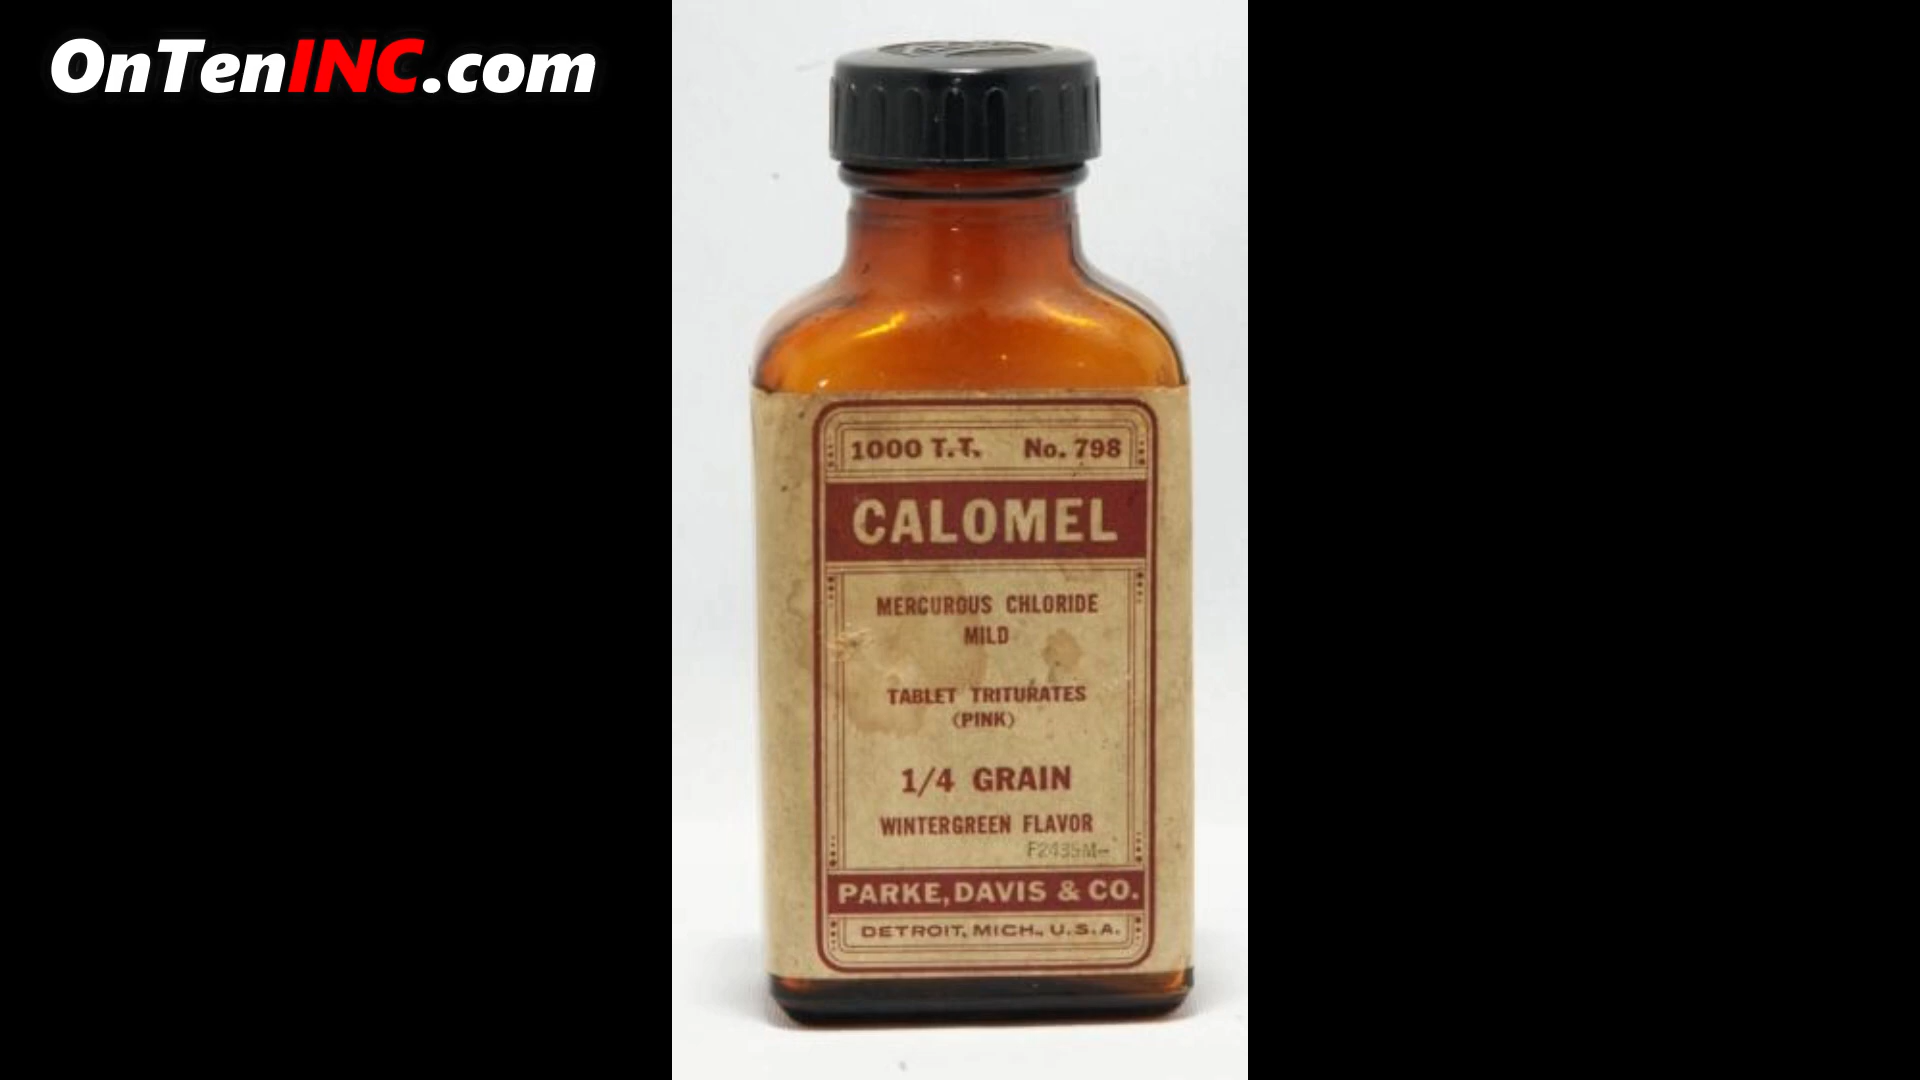 OnTenINC.com
1000 T.T. No. 798
CALOMEL
MERCUROUS CHLORIDE
MILD
TABLET TRITURATES
(PINK)
1/4 GRAIN
WINTERGREEN FLAVOR
F2435M-
PARKE, DAVIS & CO.
DETROIT, MICH., U.S.A.